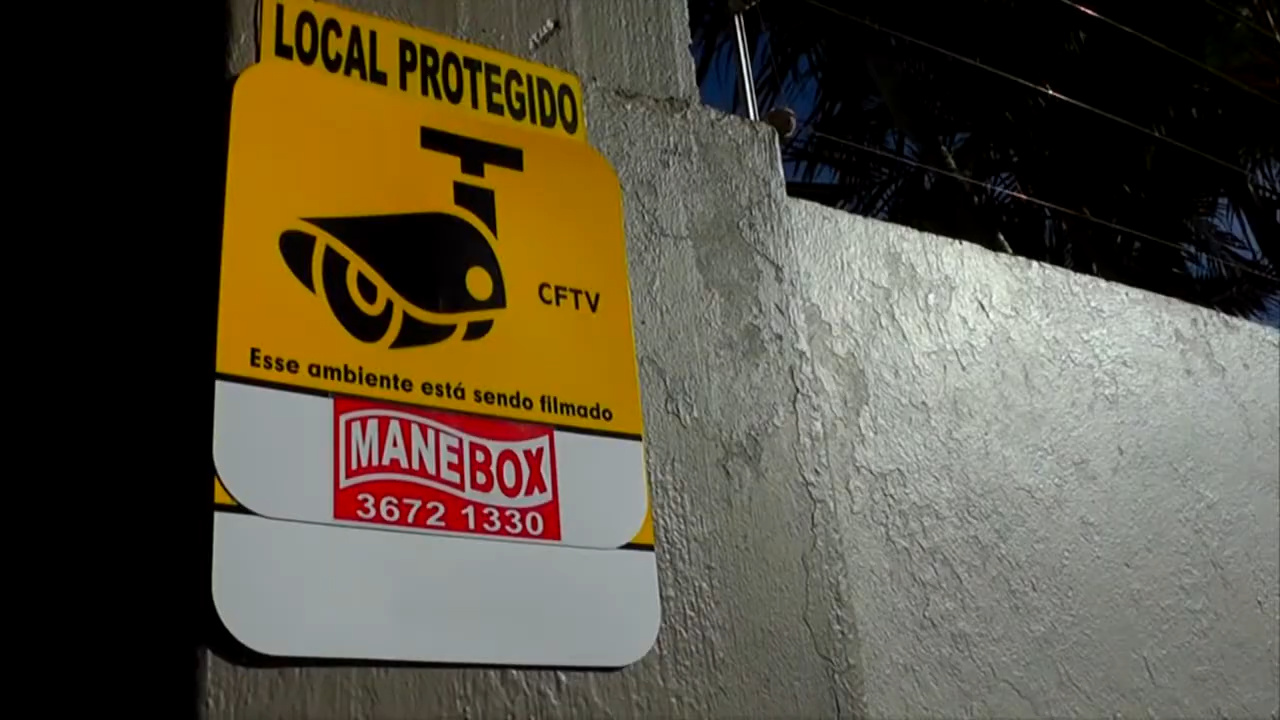 LOCAL PROTEGIDO
CFTV
Esse ambiente está sendo filmado
MANEBOX
3672 1330